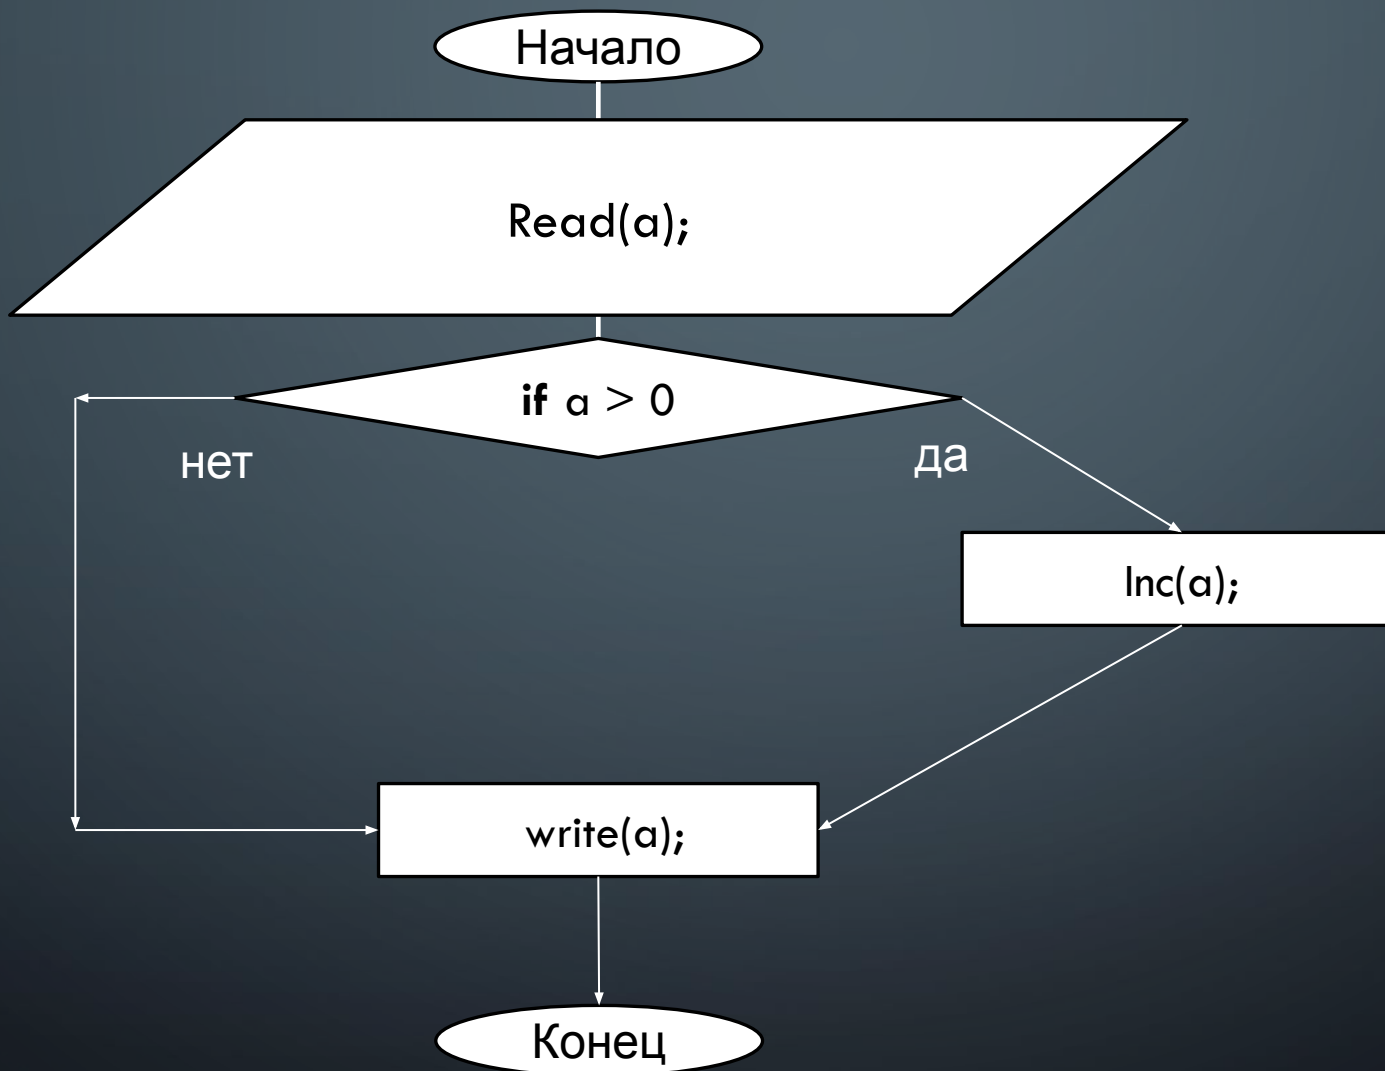 Начало
Read(a);
if a > 0
нет
да
Inc(a);
write(a);
Конец